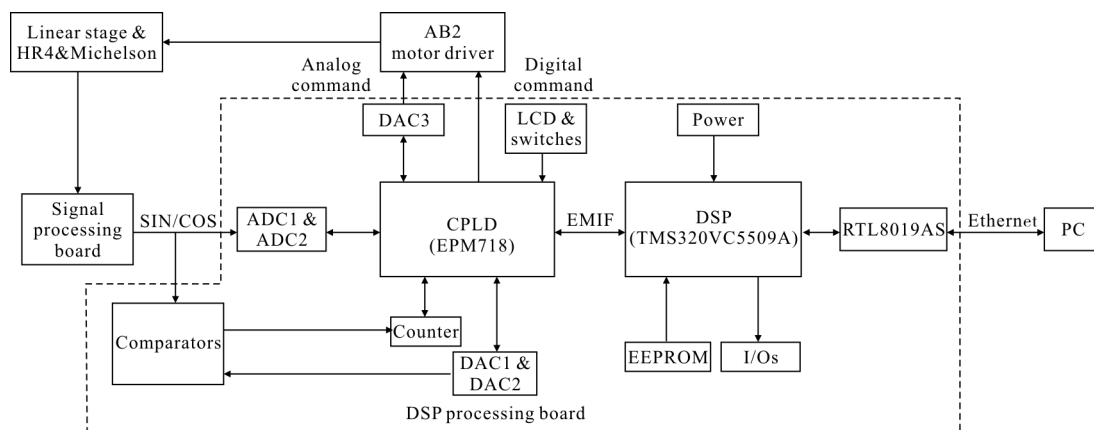 Linear stage &
HR4&Michelson
AB2
motor driver
Analog
command
Digital
command
DAC3
LCD &
switches
Power
Signal
processing
board
SIN/COS
ADC1 &
ADC2
CPLD
(EPM718)
EMIF
DSP
(TMS320VC5509A)
RTL8019AS
Ethernet
PC
Comparators
Counter
EEPROM
I/Os
DAC1 &
DAC2
DSP processing board